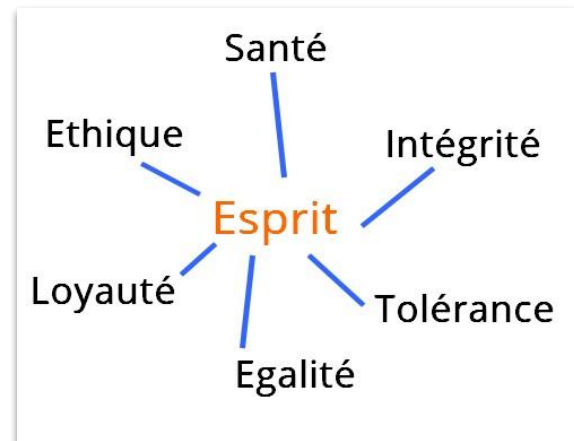 Santé
Ethique
Intégrité
Esprit
Loyauté
Tolérance
Egalité